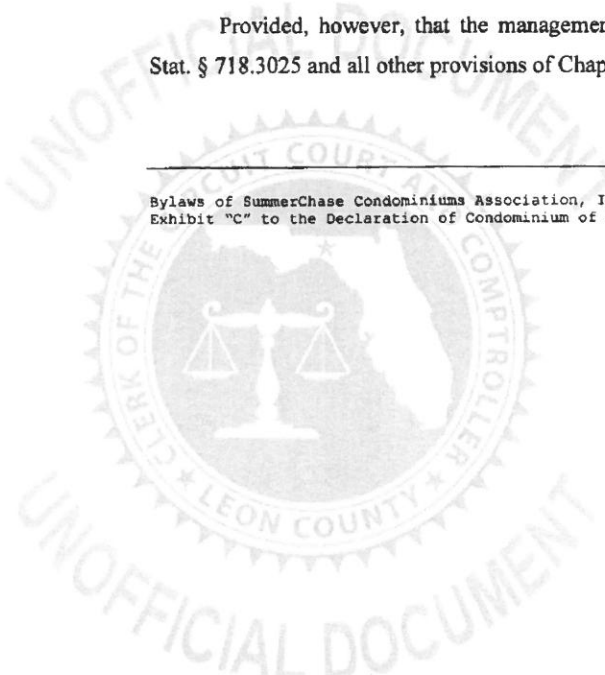 UNOFFICIAL DOCUMENT
Provided, however, that the managemen
Stat. § 718.3025 and all other provisions of Chap
CLERK OF THE CIRCUIT COURT AND COMPTROLLER
Bylaws of SummerChase Condominiums Association, I
Exhibit "C" to the Declaration of Condominium of
LEON COUNTY
UNOFFICIAL DOCUMENT